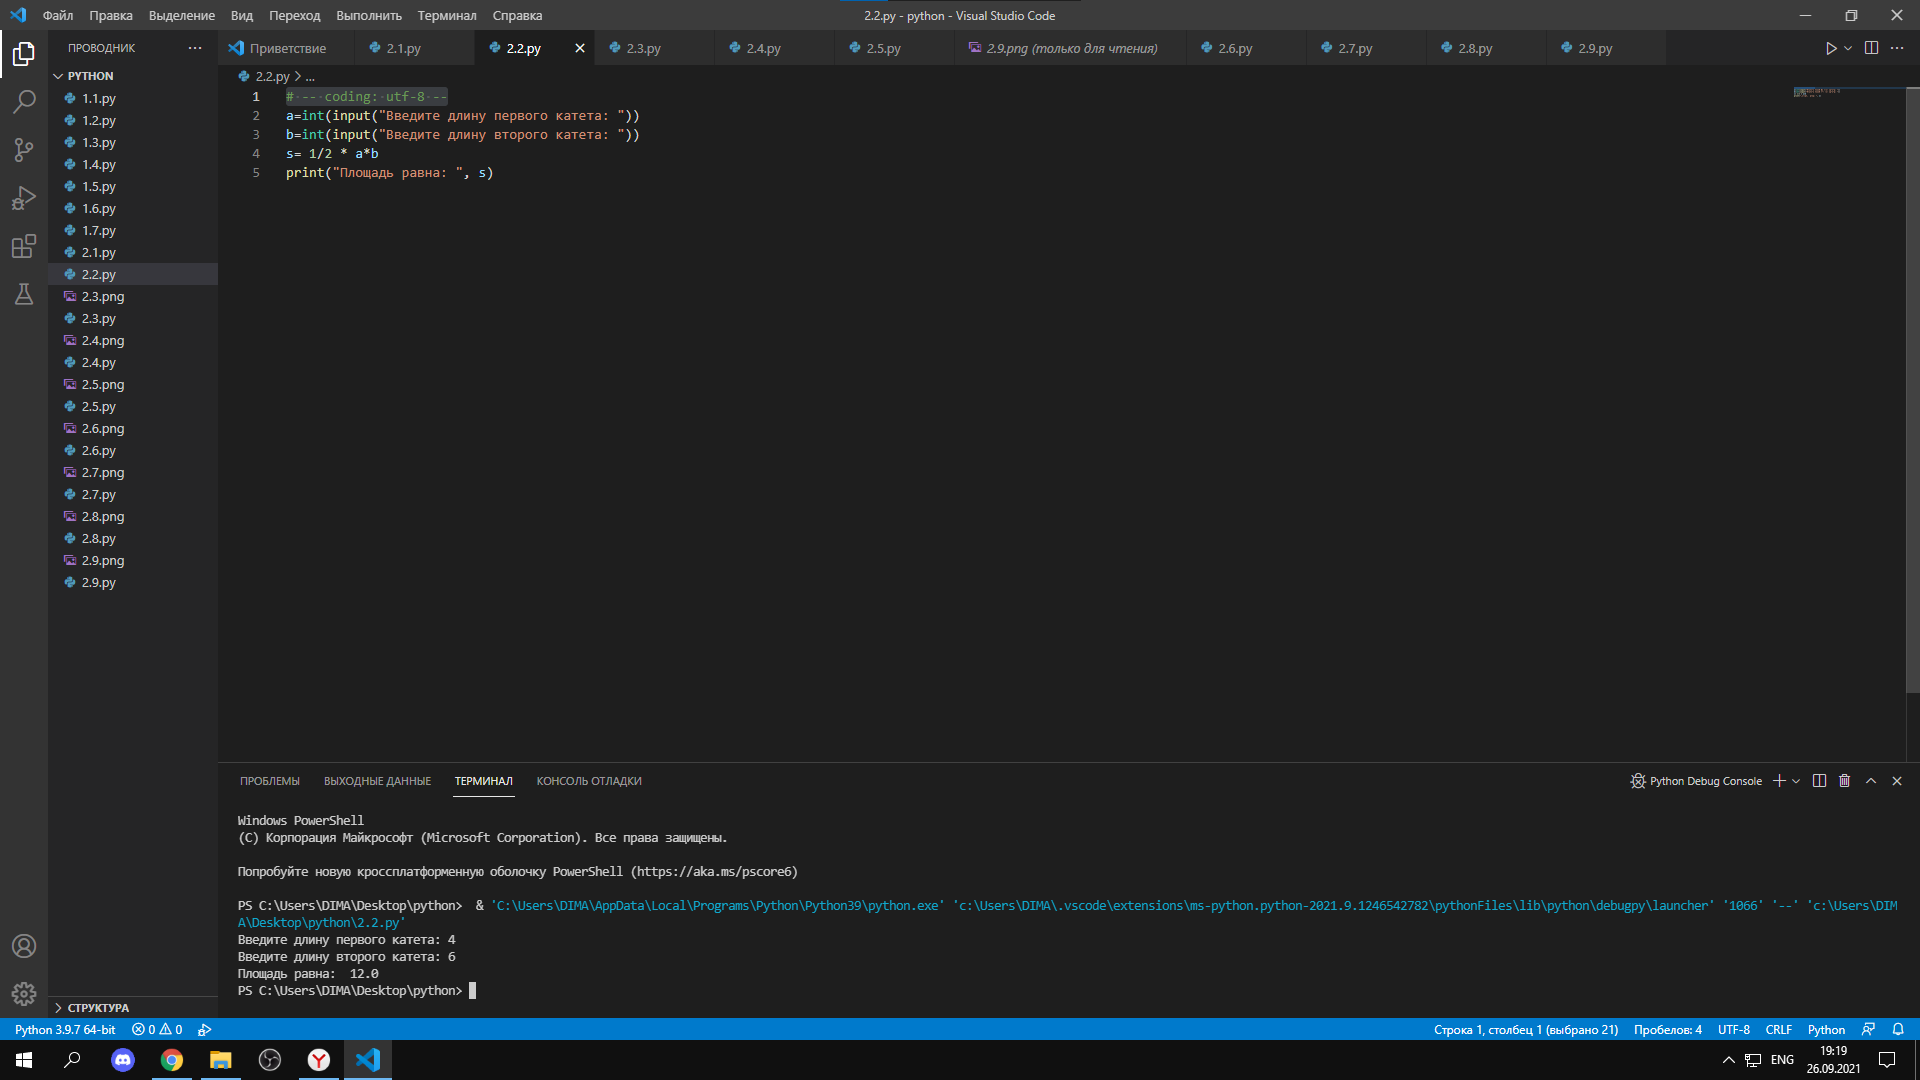 Файл Правка Выделение Вид Переход Выполнить Терминал Справка
2.2.py - python - Visual Studio Code
ПРОВОДНИК
Приветствие 2.1.py 2.2.py 2.3.py 2.4.py 2.5.py 2.9.png (только для чтения) 2.6.py 2.7.py 2.8.py 2.9.py
PYTHON
1.1.py
1.2.py
1.3.py
1.4.py
1.5.py
1.6.py
1.7.py
2.1.py
2.2.py
2.3.png
2.3.py
2.4.png
2.4.py
2.5.png
2.5.py
2.6.png
2.6.py
2.7.png
2.7.py
2.8.png
2.8.py
2.9.png
2.9.py
СТРУКТУРА
2.2.py > ...
1 # -- coding: utf-8 --
2 a=int(input("Введите длину первого катета: "))
3 b=int(input("Введите длину второго катета: "))
4 s= 1/2 * a*b
5 print("Площадь равна: ", s)
ПРОБЛЕМЫ ВЫХОДНЫЕ ДАННЫЕ ТЕРМИНАЛ КОНСОЛЬ ОТЛАДКИ
Python Debug Console
Windows PowerShell
(C) Корпорация Майкрософт (Microsoft Corporation). Все права защищены.
Попробуйте новую кроссплатформенную оболочку PowerShell (https://aka.ms/pscore6)
PS C:\Users\DIMA\Desktop\python>  & 'C:\Users\DIMA\AppData\Local\Programs\Python\Python39\python.exe' 'c:\Users\DIMA\.vscode\extensions\ms-python.python-2021.9.1246542782\pythonFiles\lib\python\debugpy\launcher' '1066' '--' 'c:\Users\DIM
A\Desktop\python\2.2.py'
Введите длину первого катета: 4
Введите длину второго катета: 6
Площадь равна:  12.0
PS C:\Users\DIMA\Desktop\python>
Python 3.9.7 64-bit 0 0
Строка 1, столбец 1 (выбрано 21) Пробелов: 4 UTF-8 CRLF Python
ENG
19:19
26.09.2021